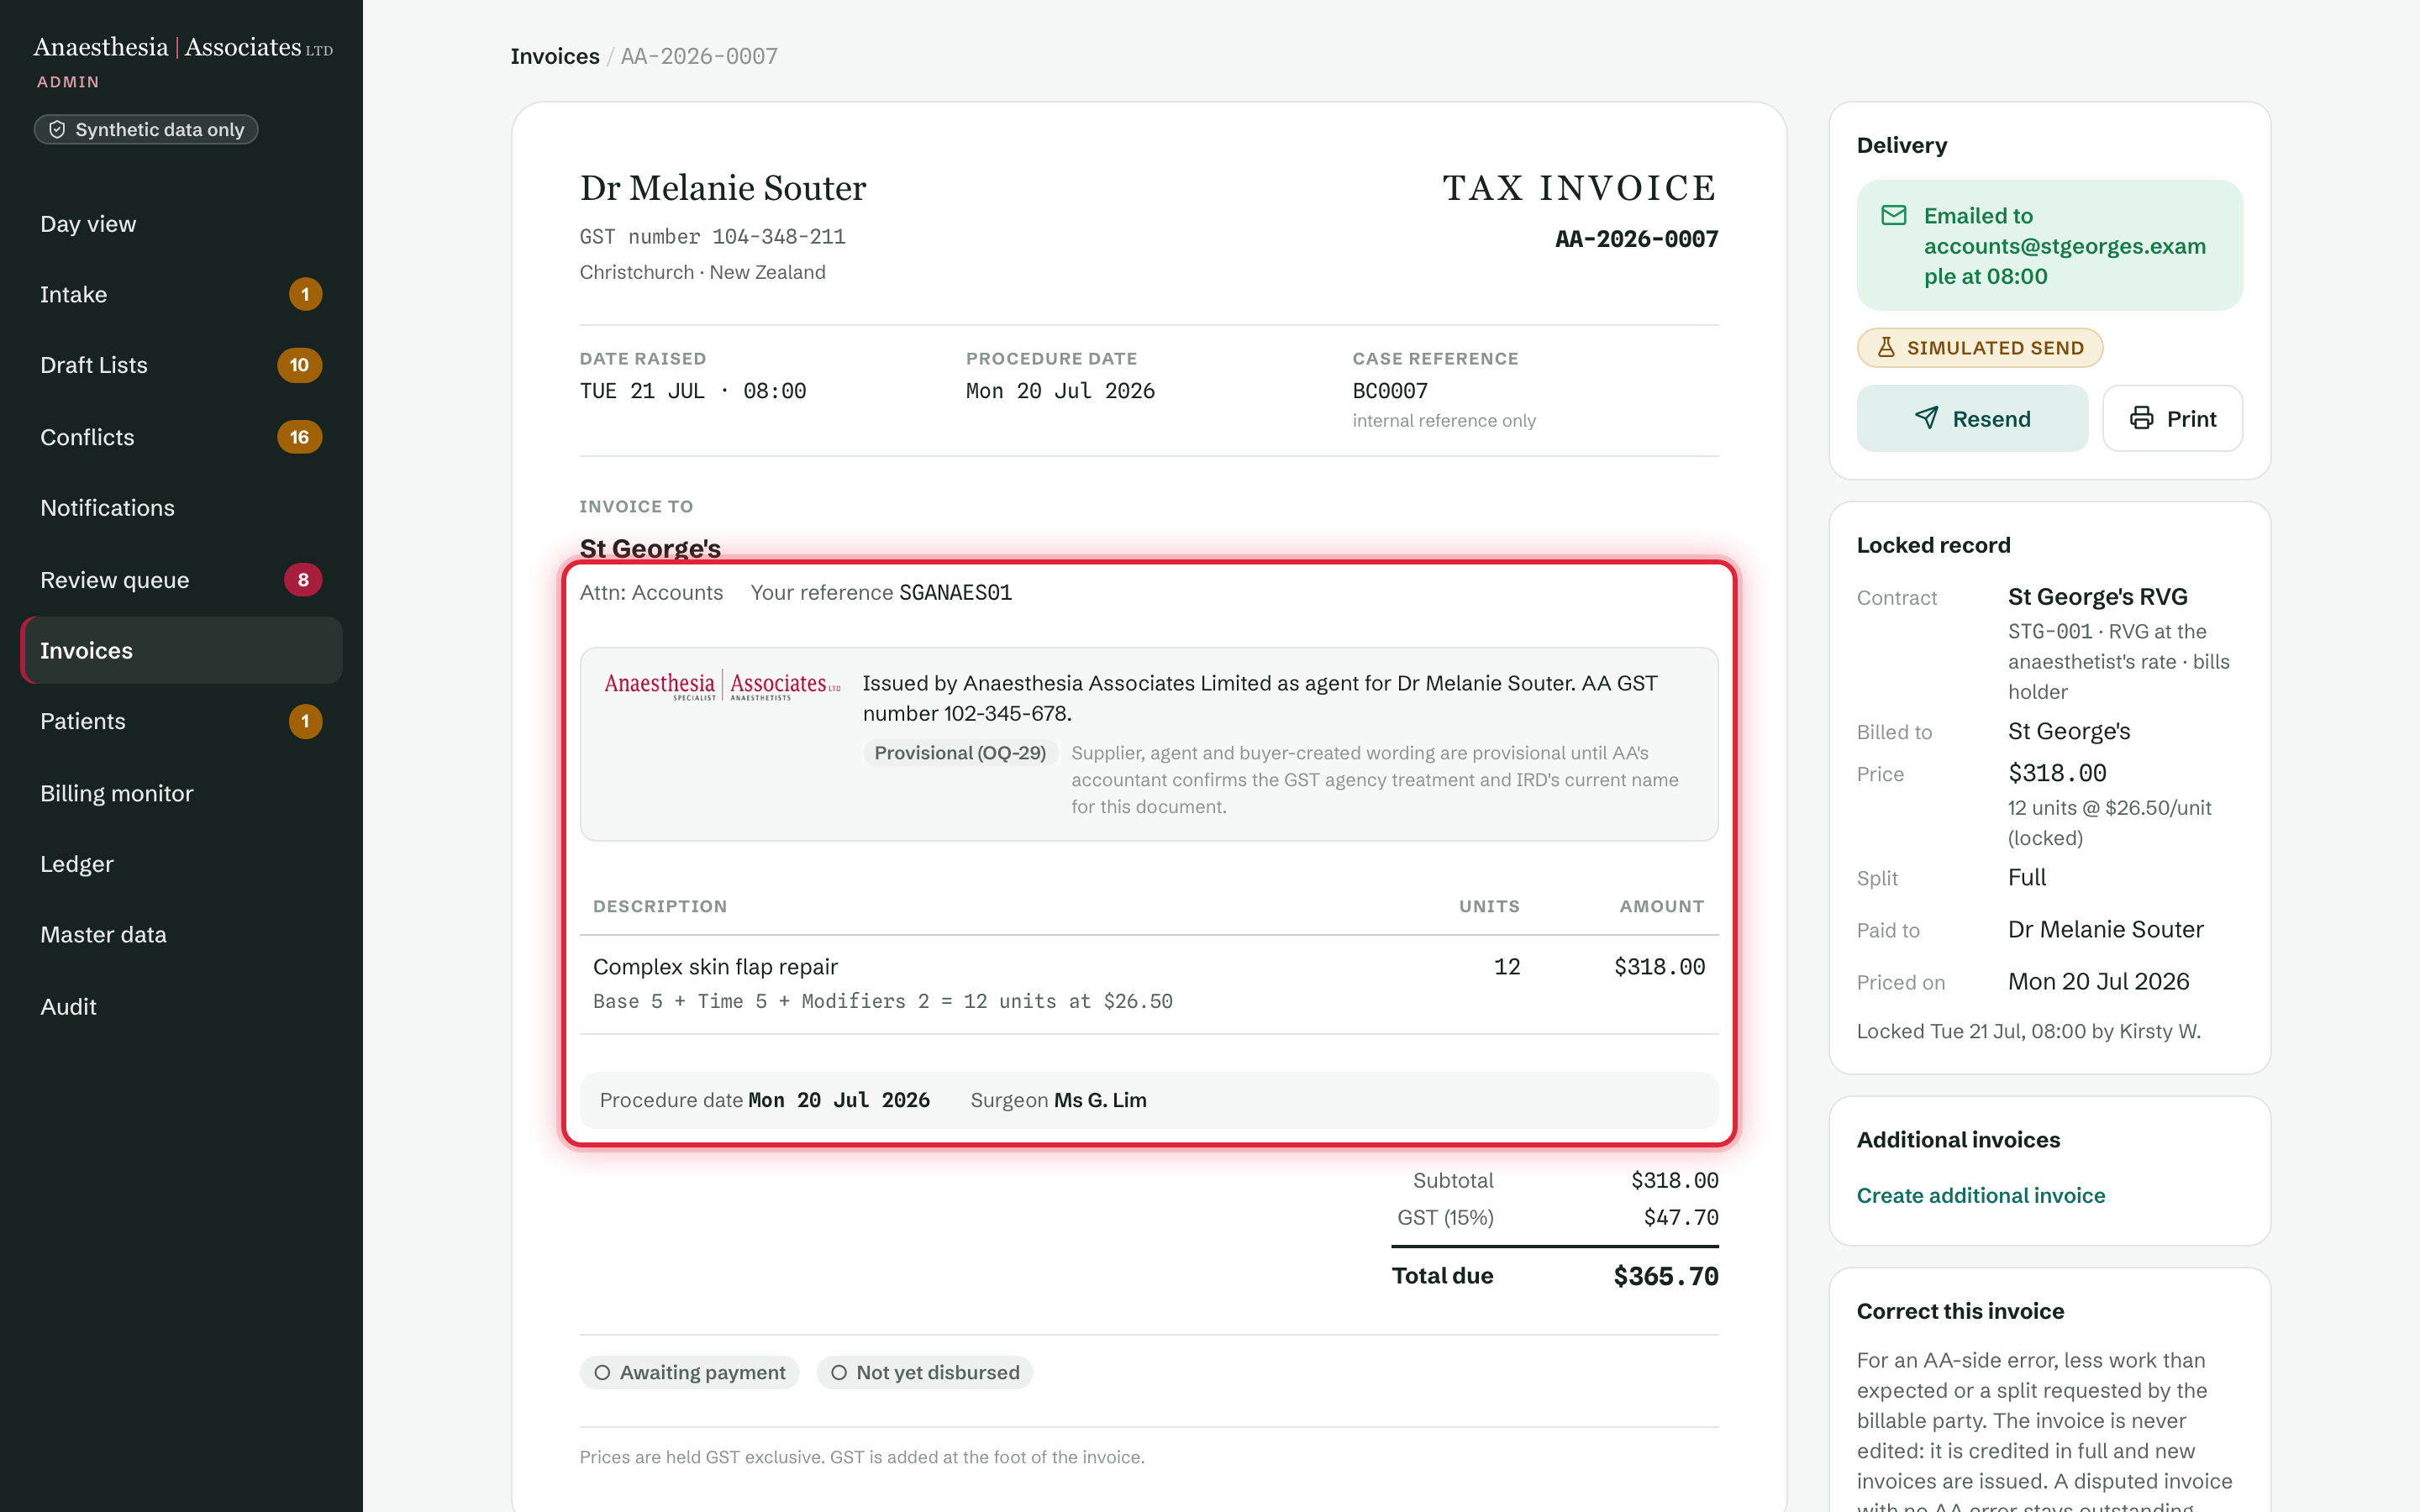 Anaesthesia | Associates LTD
ADMIN
Synthetic data only
Day view
Intake 1
Draft Lists 10
Conflicts 16
Notifications
Review queue 8
Invoices
Patients 1
Billing monitor
Ledger
Master data
Audit
Invoices / AA-2026-0007
Dr Melanie Souter
GST number 104-348-211
Christchurch · New Zealand
TAX INVOICE
AA-2026-0007
DATE RAISED
TUE 21 JUL · 08:00
PROCEDURE DATE
Mon 20 Jul 2026
CASE REFERENCE
BC0007
internal reference only
INVOICE TO
St George's
Attn: Accounts Your reference SGANAES01
Anaesthesia | Associates LTD
SPECIALIST ANAESTHETISTS
Issued by Anaesthesia Associates Limited as agent for Dr Melanie Souter. AA GST
number 102-345-678.
Provisional (OQ-29)
Supplier, agent and buyer-created wording are provisional until AA's
accountant confirms the GST agency treatment and IRD's current name
for this document.
DESCRIPTION UNITS AMOUNT
Complex skin flap repair 12 $318.00
Base 5 + Time 5 + Modifiers 2 = 12 units at $26.50
Procedure date Mon 20 Jul 2026 Surgeon Ms G. Lim
Subtotal $318.00
GST (15%) $47.70
Total due $365.70
Awaiting payment Not yet disbursed
Prices are held GST exclusive. GST is added at the foot of the invoice.
Delivery
Emailed to
accounts@stgeorges.exam
ple at 08:00
SIMULATED SEND
Resend Print
Locked record
Contract St George's RVG
STG-001 · RVG at the
anaesthetist's rate · bills
holder
Billed to St George's
Price $318.00
12 units @ $26.50/unit
(locked)
Split Full
Paid to Dr Melanie Souter
Priced on Mon 20 Jul 2026
Locked Tue 21 Jul, 08:00 by Kirsty W.
Additional invoices
Create additional invoice
Correct this invoice
For an AA-side error, less work than
expected or a split requested by the
billable party. The invoice is never
edited: it is credited in full and new
invoices are issued. A disputed invoice
with no AA error stays outstanding